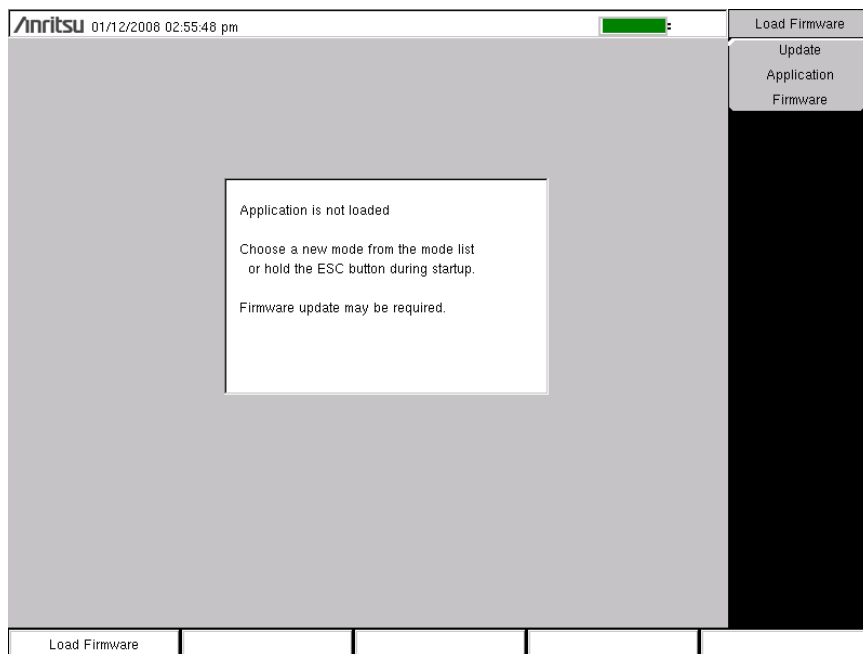 Anritsu 01/12/2008 02:55:48 pm
Load Firmware
Update
Application
Firmware
Application is not loaded
Choose a new mode from the mode list
or hold the ESC button during startup.
Firmware update may be required.
Load Firmware